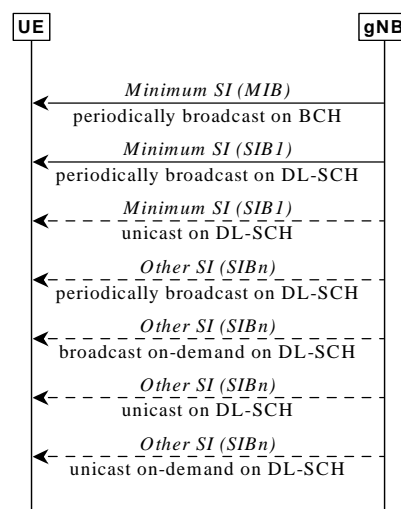 UE
gNB
Minimum SI (MIB)
periodically broadcast on BCH
Minimum SI (SIB1)
periodically broadcast on DL-SCH
Minimum SI (SIB1)
unicast on DL-SCH
Other SI (SIBn)
periodically broadcast on DL-SCH
Other SI (SIBn)
broadcast on-demand on DL-SCH
Other SI (SIBn)
unicast on DL-SCH
Other SI (SIBn)
unicast on-demand on DL-SCH